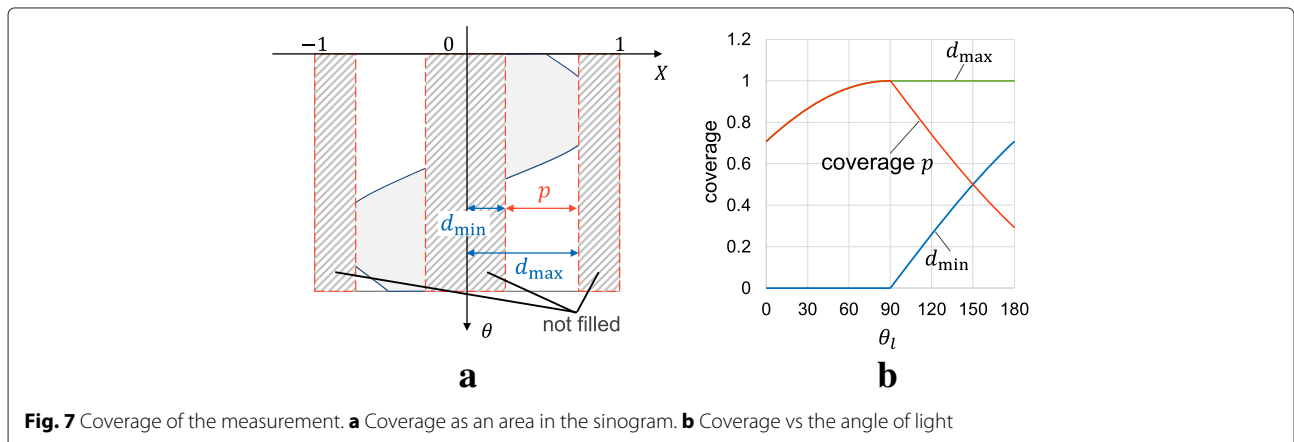 −1 0 1
X
p
d_min
d_max
not filled
θ
a
1.2
1
0.8
0.6
0.4
0.2
0
coverage
d_max
coverage p
d_min
0 30 60 90 120 150 180
θ_l
b
Fig. 7 Coverage of the measurement. a Coverage as an area in the sinogram. b Coverage vs the angle of light